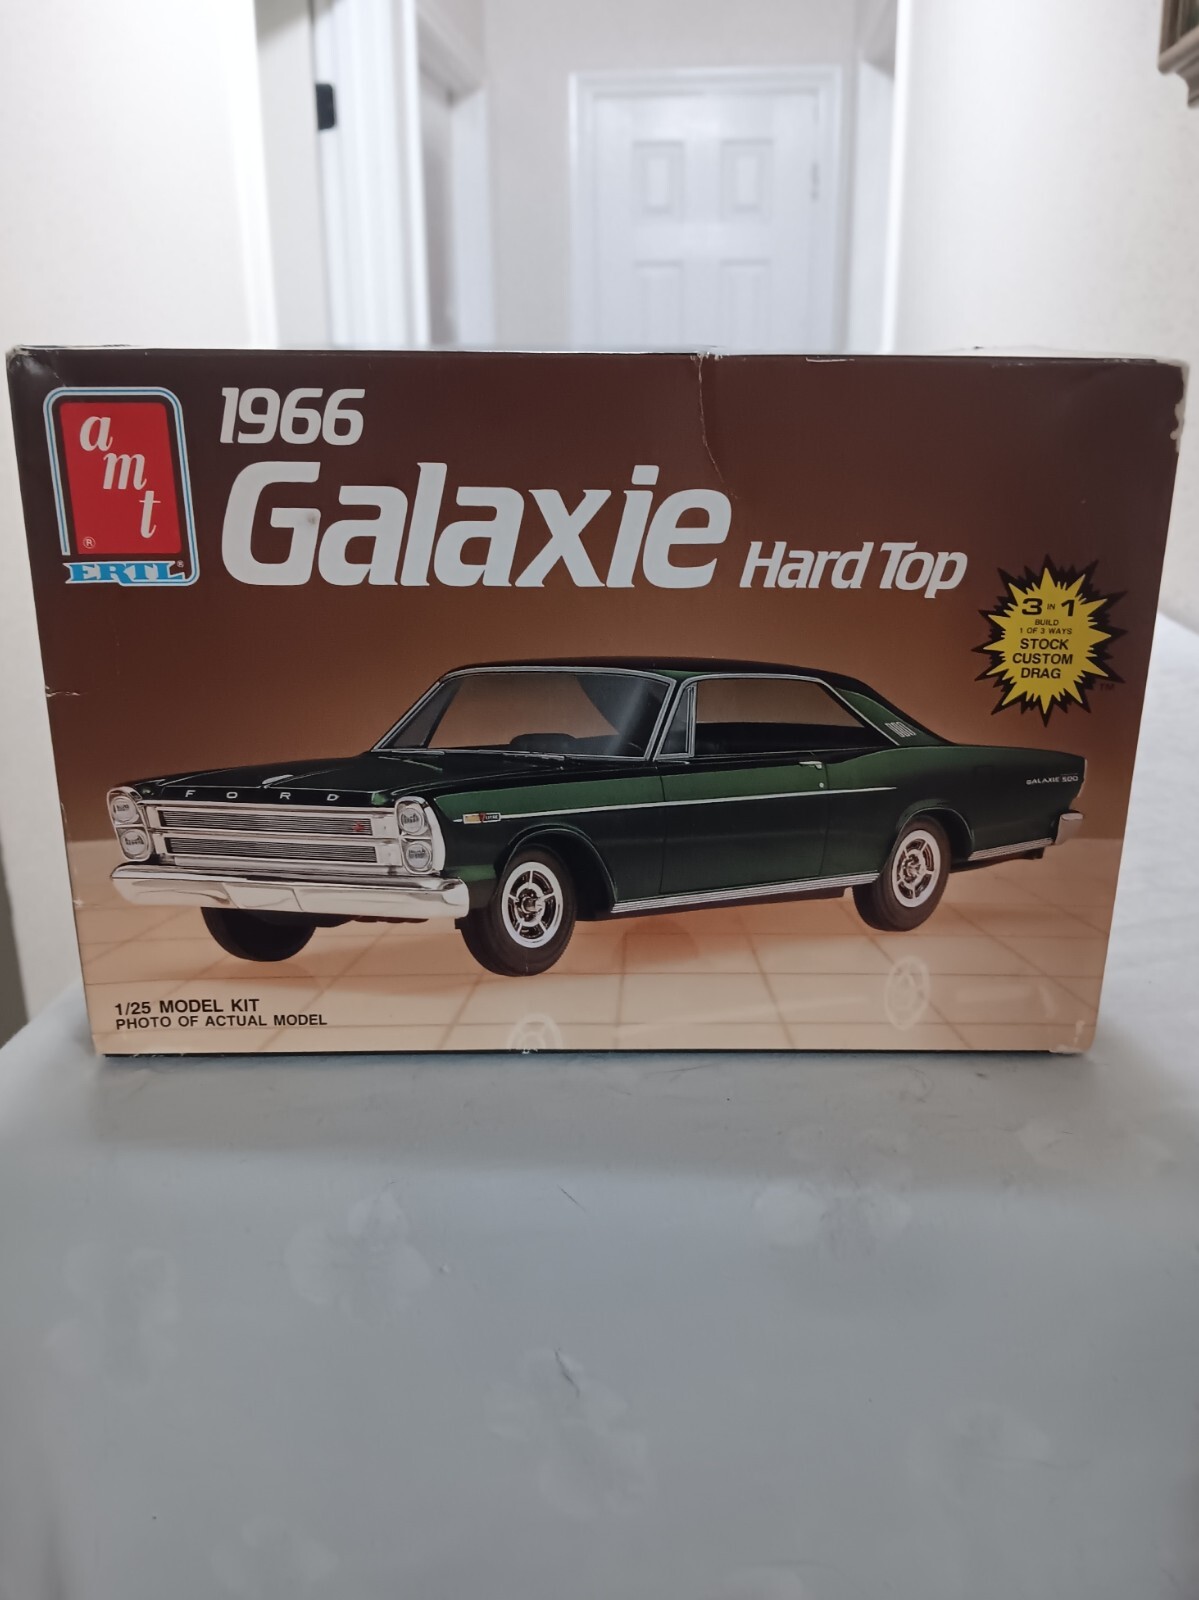 a
m
t
®
ERTL®
1966
Galaxie Hard Top
3 IN 1
BUILD
1 OF 3 WAYS
STOCK
CUSTOM
DRAG
TM
FORD
GALAXIE 500
1/25 MODEL KIT
PHOTO OF ACTUAL MODEL